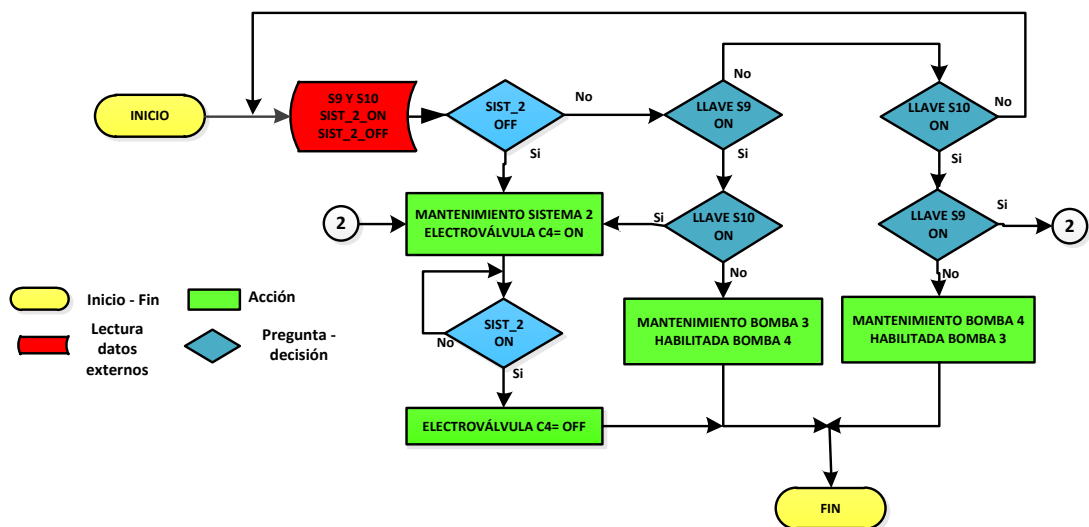 INICIO
S9 Y S10
SIST_2_ON
SIST_2_OFF
SIST_2
OFF
No
Si
LLAVE S9
ON
No
Si
LLAVE S10
ON
No
Si
MANTENIMIENTO SISTEMA 2
ELECTROVÁLVULA C4= ON
2
LLAVE S10
ON
Si
No
LLAVE S9
ON
Si
No
2
SIST_2
ON
No
Si
MANTENIMIENTO BOMBA 3
HABILITADA BOMBA 4
MANTENIMIENTO BOMBA 4
HABILITADA BOMBA 3
ELECTROVÁLVULA C4= OFF
FIN
Inicio - Fin
Acción
Lectura
datos
externos
Pregunta -
decisión